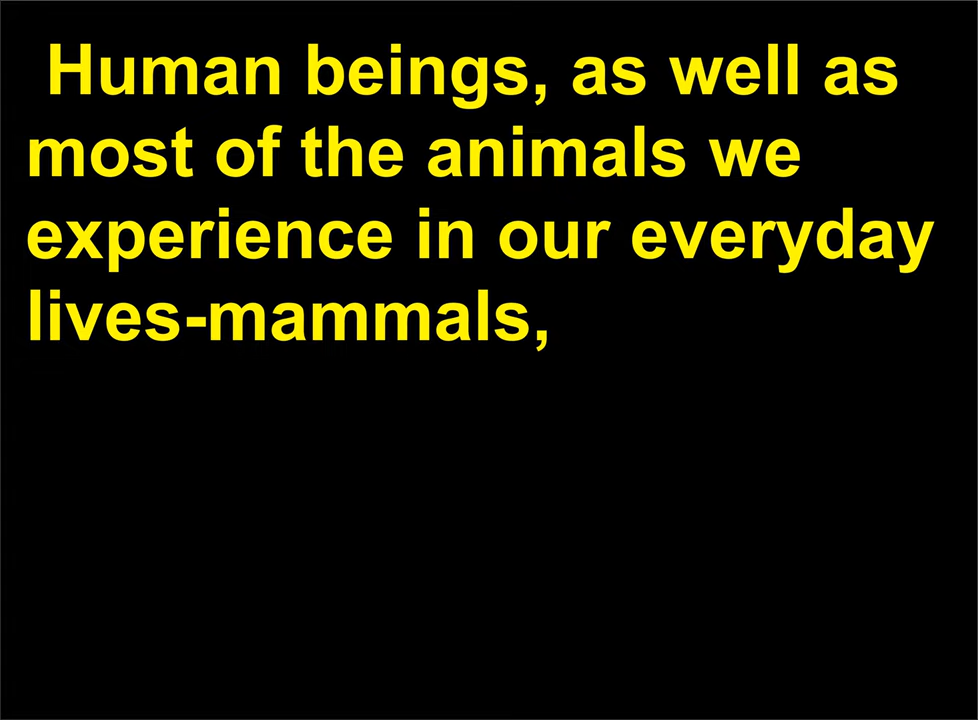 Human beings, as well as
most of the animals we
experience in our everyday
lives-mammals,